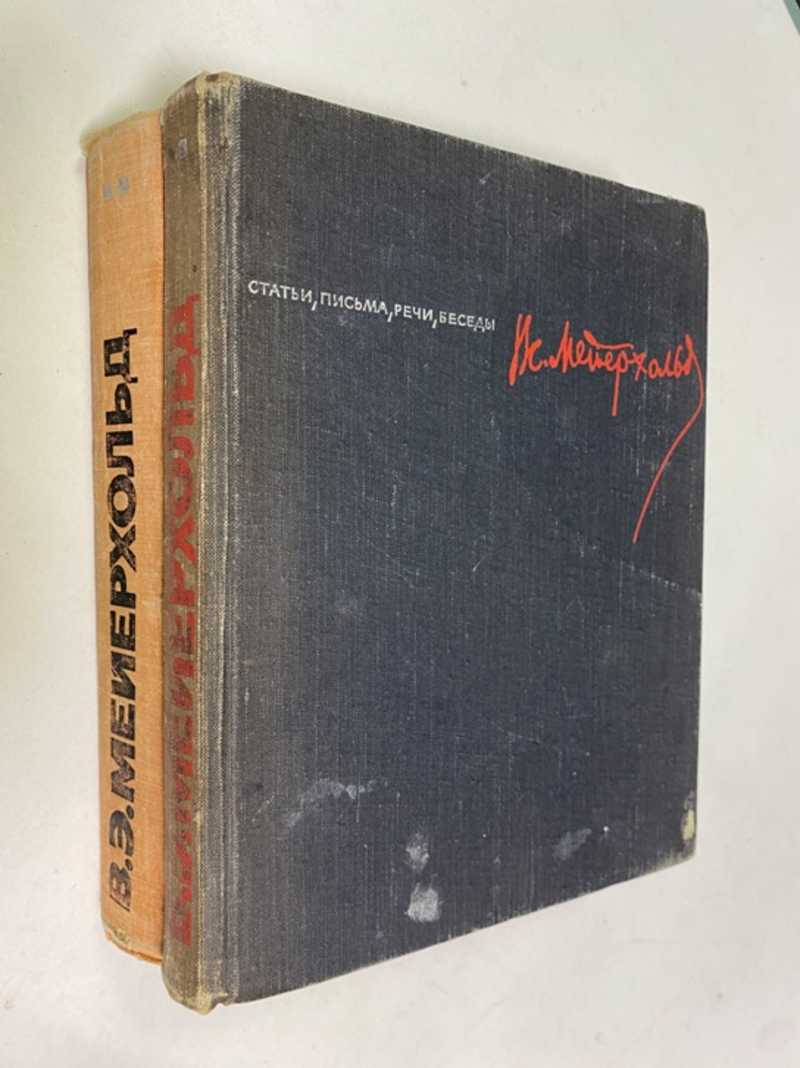 СТАТЬИ, ПИСЬМА, РЕЧИ, БЕСЕДЫ
Вс. Мейерхольд
В.Э. МЕЙЕРХОЛЬД
В.Э. МЕЙЕРХОЛЬД